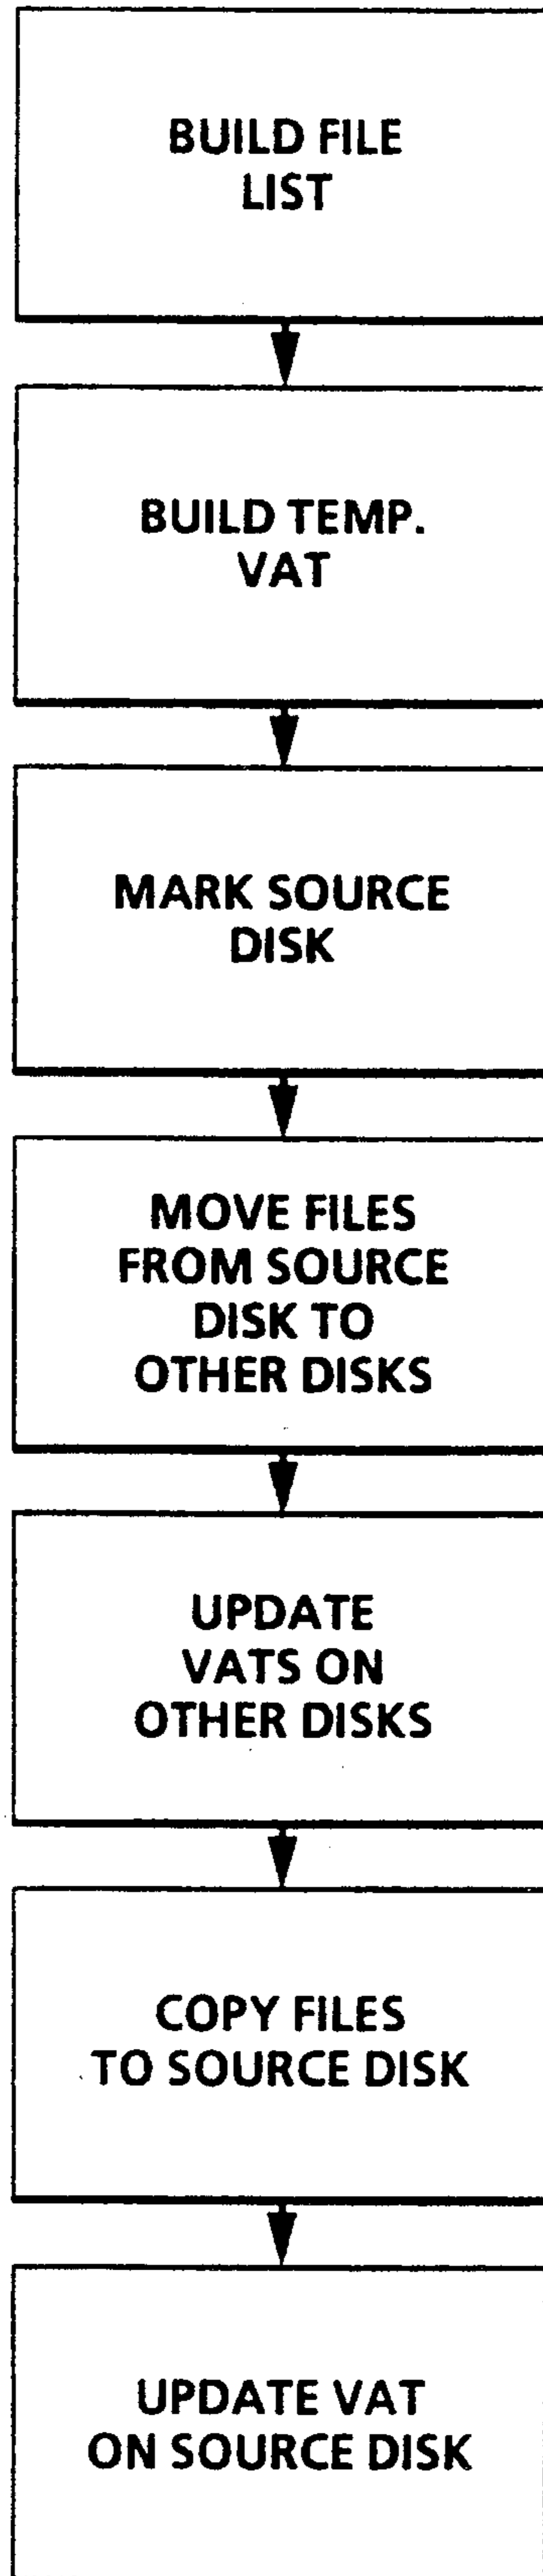 BUILD FILE
LIST
BUILD TEMP.
VAT
MARK SOURCE
DISK
MOVE FILES
FROM SOURCE
DISK TO
OTHER DISKS
UPDATE
VATS ON
OTHER DISKS
COPY FILES
TO SOURCE DISK
UPDATE VAT
ON SOURCE DISK